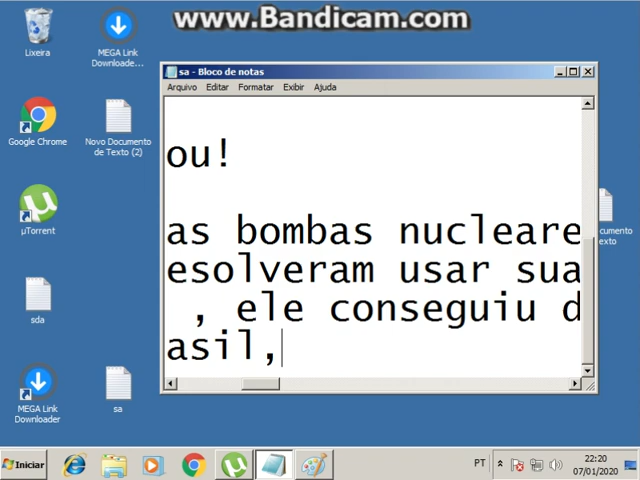 www.Bandicam.com
Lixeira
MEGA Link
Downloade...
Google Chrome
Novo Documento
de Texto (2)
µTorrent
sda
MEGA Link
Downloader
sa
cumento
exto
sa - Bloco de notas
Arquivo Editar Formatar Exibir Ajuda
ou!
as bombas nucleare
esolveram usar sua
, ele conseguiu d
asil,
Iniciar
PT
22:20
07/01/2020